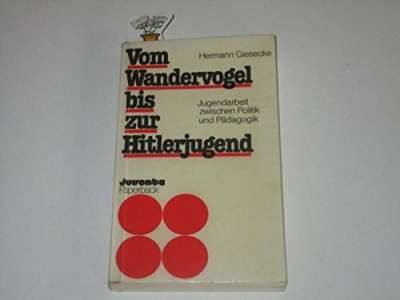 Hermann Giesecke
Vom
Wandervogel
bis
zur
Hitlerjugend
Jugendarbeit
zwischen Politik
und Pädagogik
Juventa
Paperback